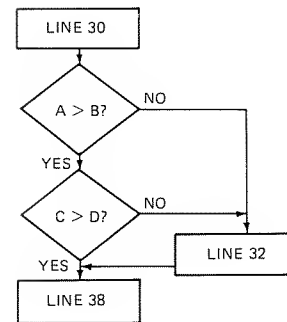 LINE 30
A > B?
NO
YES
C > D?
NO
YES
LINE 32
LINE 38